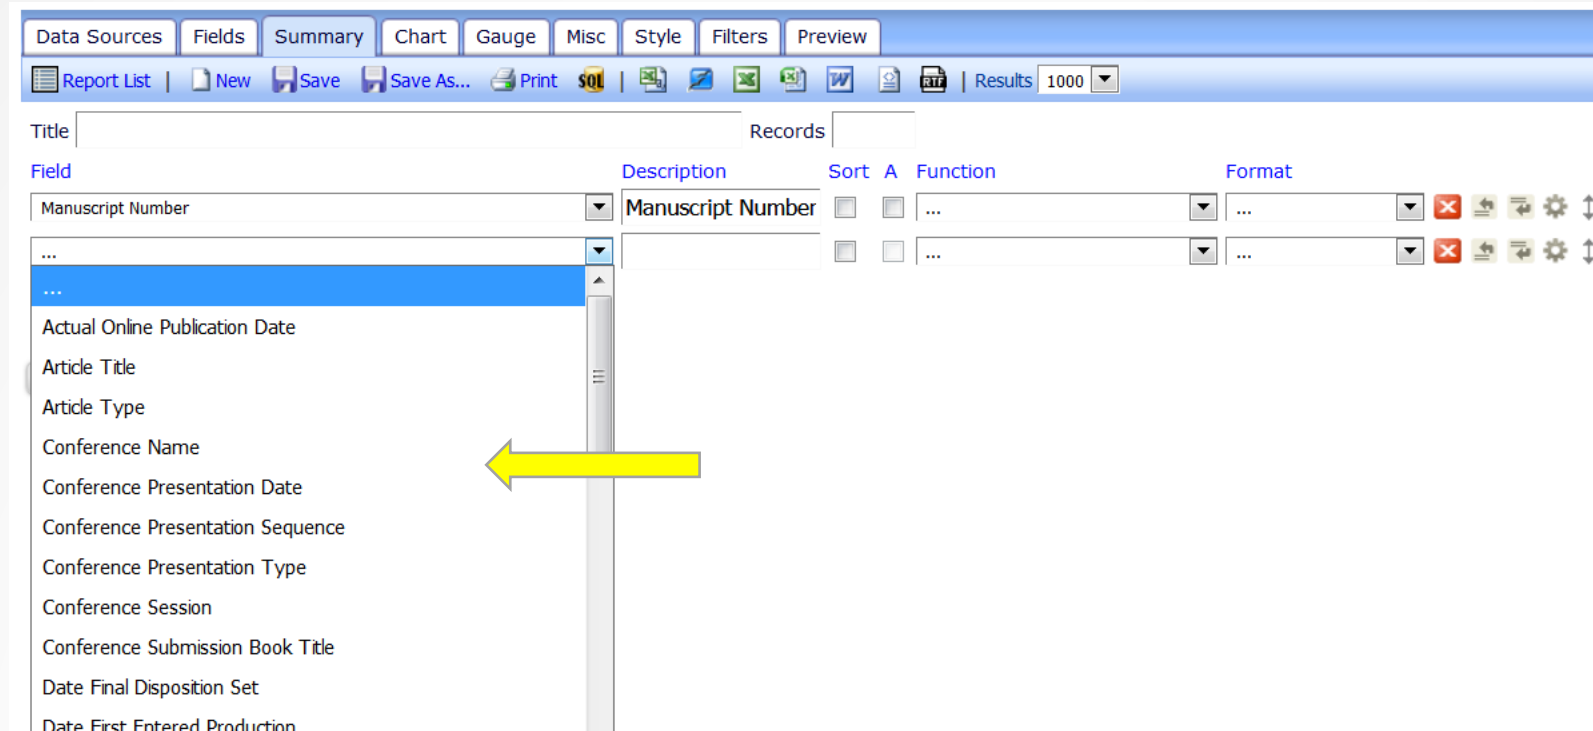 Data Sources Fields Summary Chart Gauge Misc Style Filters Preview
Report List | New Save Save As... Print SQL | RTF | Results 1000
Title Records
Field Description Sort A Function Format
Manuscript Number Manuscript Number ... ...
... ... ...
...
Actual Online Publication Date
Article Title
Article Type
Conference Name
Conference Presentation Date
Conference Presentation Sequence
Conference Presentation Type
Conference Session
Conference Submission Book Title
Date Final Disposition Set
Date First Entered Production